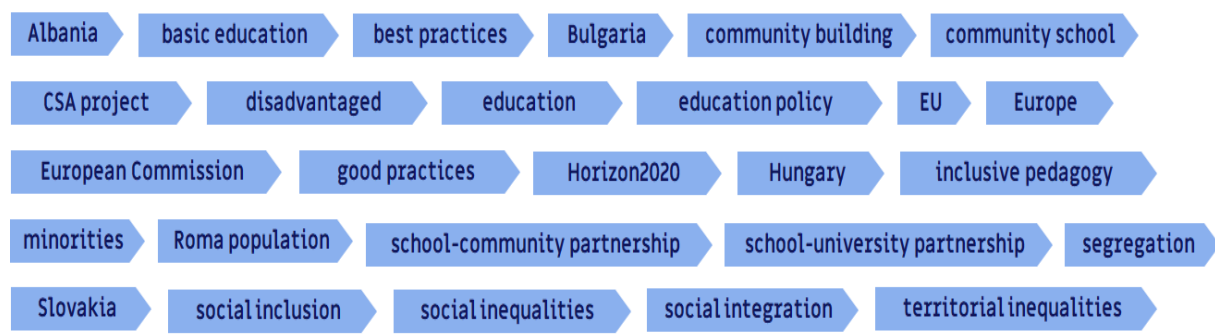 Albania basic education best practices Bulgaria community building community school
CSA project disadvantaged education education policy EU Europe
European Commission good practices Horizon2020 Hungary inclusive pedagogy
minorities Roma population school-community partnership school-university partnership segregation
Slovakia social inclusion social inequalities social integration territorial inequalities